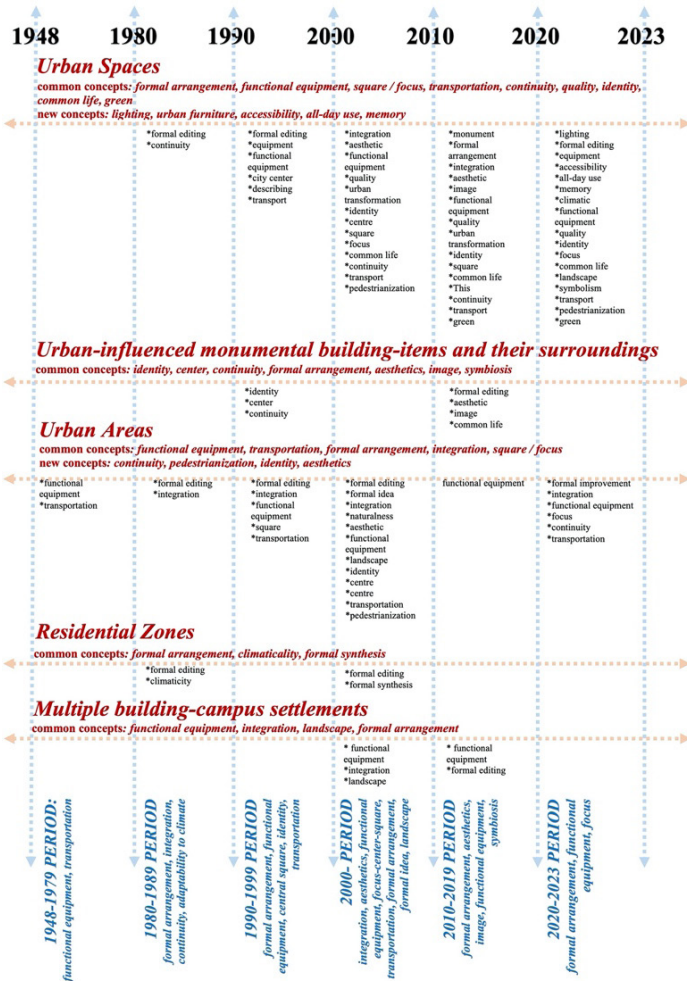 1948 1980 1990 2000 2010 2020 2023
Urban Spaces
common concepts: formal arrangement, functional equipment, square / focus, transportation, continuity, quality, identity,
common life, green
new concepts: lighting, urban furniture, accessibility, all-day use, memory
*formal editing
*continuity
*formal editing
*equipment
*functional
equipment
*city center
*describing
*transport
*integration
*aesthetic
*functional
equipment
*quality
*urban
transformation
*identity
*centre
*square
*focus
*common life
*continuity
*transport
*pedestrianization
*monument
*formal
arrangement
*integration
*aesthetic
*image
*functional
equipment
*quality
*urban
transformation
*identity
*square
*common life
*This
*continuity
*transport
*green
*lighting
*formal editing
*equipment
*accessibility
*all-day use
*memory
*climatic
*functional
equipment
*quality
*identity
*focus
*common life
*landscape
*symbolism
*transport
*pedestrianization
*green
Urban-influenced monumental building-items and their surroundings
common concepts: identity, center, continuity, formal arrangement, aesthetics, image, symbiosis
*identity
*center
*continuity
*formal editing
*aesthetic
*image
*common life
Urban Areas
common concepts: functional equipment, transportation, formal arrangement, integration, square / focus
new concepts: continuity, pedestrianization, identity, aesthetics
*functional
equipment
*transportation
*formal editing
*integration
*formal editing
*integration
*functional
equipment
*square
*transportation
*formal editing
*formal idea
*integration
*naturalness
*aesthetic
*functional
equipment
*landscape
*identity
*centre
*centre
*transportation
*pedestrianization
functional equipment
*formal improvement
*integration
*functional equipment
*focus
*continuity
*transportation
Residential Zones
common concepts: formal arrangement, climaticality, formal synthesis
*formal editing
*climaticity
*formal editing
*formal synthesis
Multiple building-campus settlements
common concepts: functional equipment, integration, landscape, formal arrangement
* functional
equipment
*integration
*landscape
* functional
equipment
*formal editing
1948-1979 PERIOD:
functional equipment, transportation
1980-1989 PERIOD
formal arrangement, integration,
continuity, adaptability to climate
1990-1999 PERIOD
formal arrangement, functional
equipment, central square, identity,
transportation
2000- PERIOD
integration, aesthetics, functional
equipment, focus-center-square,
transportation, formal arrangement,
formal idea, landscape
2010-2019 PERIOD
formal arrangement, aesthetics,
image, functional equipment,
symbiosis
2020-2023 PERIOD
formal arrangement, functional
equipment, focus